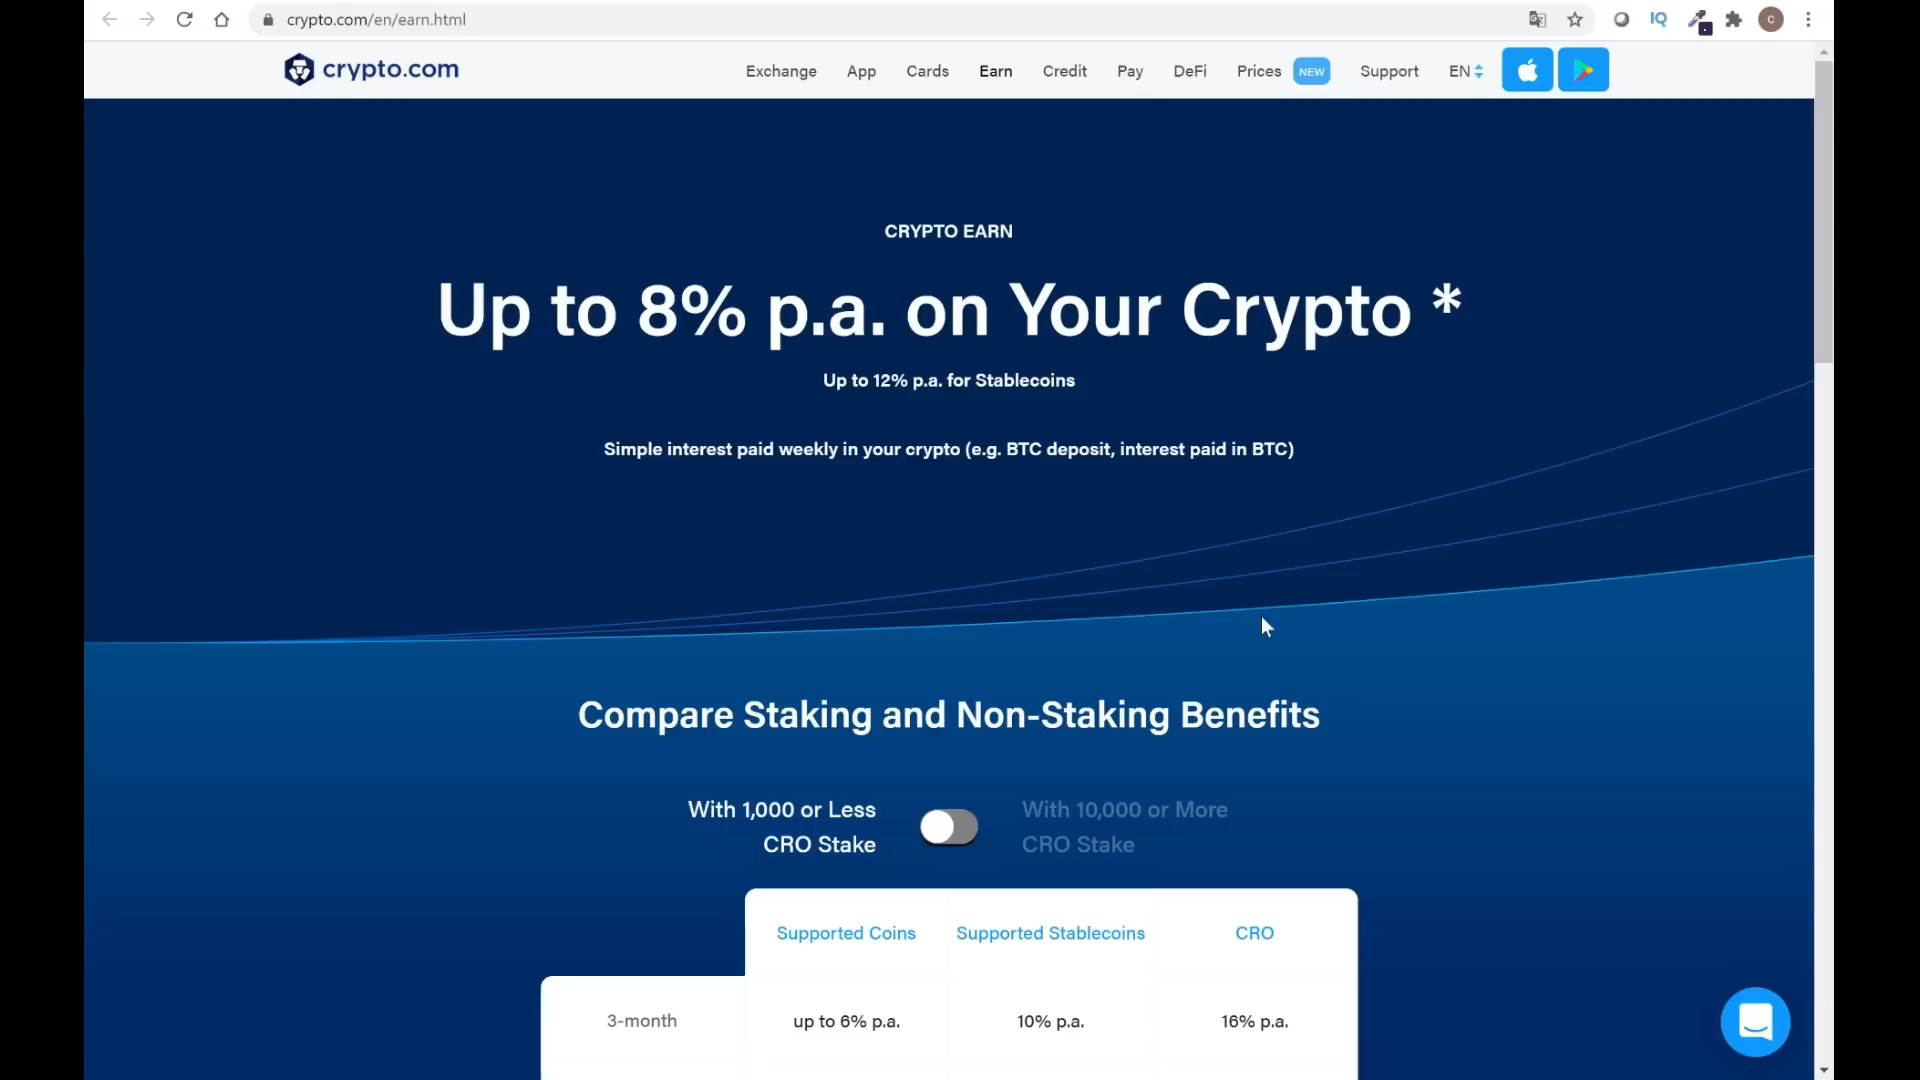 crypto.com/en/earn.html
IQ
C
crypto.com
Exchange App Cards Earn Credit Pay DeFi Prices NEW Support EN
CRYPTO EARN
Up to 8% p.a. on Your Crypto *
Up to 12% p.a. for Stablecoins
Simple interest paid weekly in your crypto (e.g. BTC deposit, interest paid in BTC)
Compare Staking and Non-Staking Benefits
With 1,000 or Less
CRO Stake
With 10,000 or More
CRO Stake
Supported Coins Supported Stablecoins CRO
3-month up to 6% p.a. 10% p.a. 16% p.a.